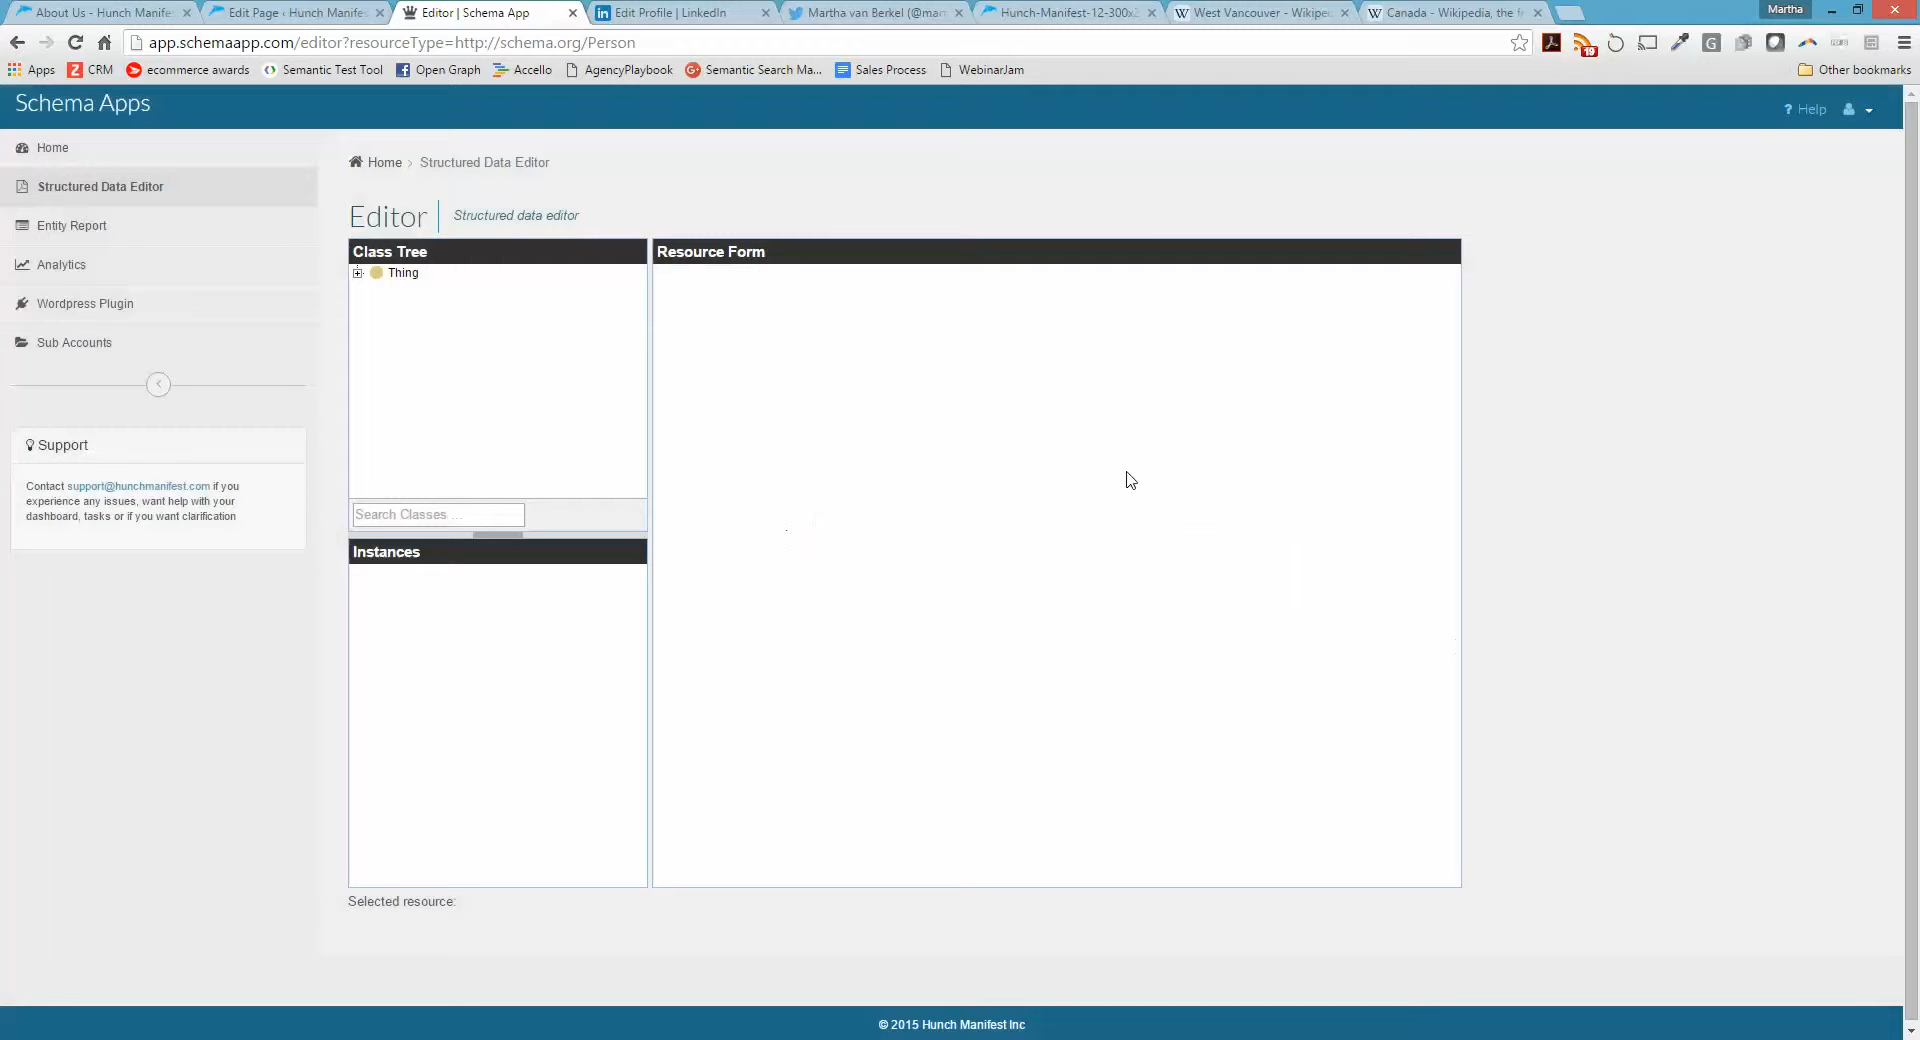 About Us - Hunch Manife
Edit Page ‹ Hunch Manifes
Editor | Schema App
Edit Profile | LinkedIn
Martha van Berkel (@mar
Hunch-Manifest-12-300x2
West Vancouver - Wikipe
Canada - Wikipedia, the f
Martha
app.schemaapp.com/editor?resourceType=http://schema.org/Person
19
Apps
CRM
ecommerce awards
Semantic Test Tool
Open Graph
Accello
AgencyPlaybook
Semantic Search Ma...
Sales Process
WebinarJam
Other bookmarks
Schema Apps
? Help
Home
Structured Data Editor
Entity Report
Analytics
Wordpress Plugin
Sub Accounts
Support
Contact support@hunchmanifest.com if you
experience any issues, want help with your
dashboard, tasks or if you want clarification
Home > Structured Data Editor
Editor
Structured data editor
Class Tree
Thing
Search Classes ...
Instances
Resource Form
Selected resource:
© 2015 Hunch Manifest Inc